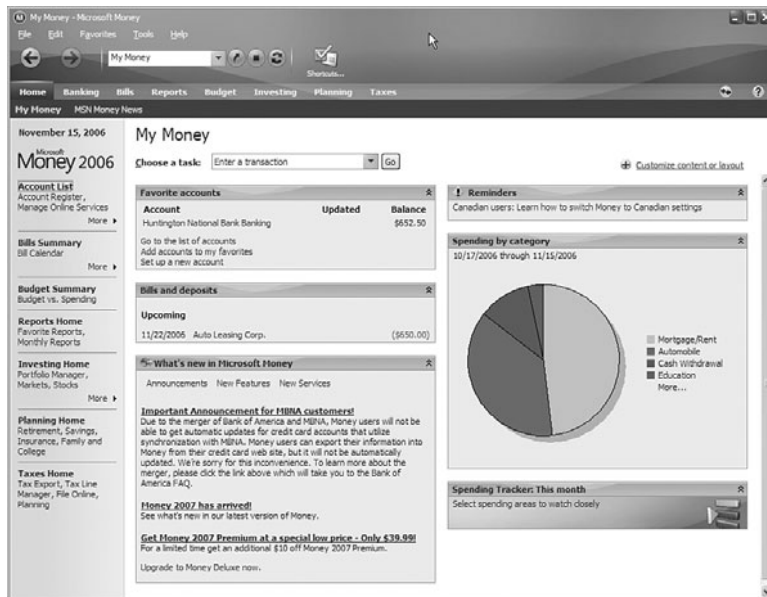 My Money - Microsoft Money
File Edit Favorites Tools Help
My Money
Shortcuts...
Home Banking Bills Reports Budget Investing Planning Taxes
My Money MSN Money News
November 15, 2006
Microsoft
Money 2006
Account List
Account Register,
Manage Online Services
More
Bills Summary
Bill Calendar
More
Budget Summary
Budget vs. Spending
Reports Home
Favorite Reports,
Monthly Reports
Investing Home
Portfolio Manager,
Markets, Stocks
More
Planning Home
Retirement, Savings,
Insurance, Family and
College
Taxes Home
Tax Export, Tax Line
Manager, File Online,
Planning
My Money
Choose a task: Enter a transaction Go
Customize content or layout
Favorite accounts
Account Updated Balance
Huntington National Bank Banking $652.50
Go to the list of accounts
Add accounts to my favorites
Set up a new account
Bills and deposits
Upcoming
11/22/2006 Auto Leasing Corp. ($650.00)
What's new in Microsoft Money
Announcements New Features New Services
Important Announcement for MBNA customers!
Due to the merger of Bank of America and MBNA, Money users will not be
able to get automatic updates for credit card accounts that utilize
synchronization with MBNA. Money users can export their information into
Money from their credit card web site, but it will not be automatically
updated. We're sorry for this inconvenience. To learn more about the
merger, please click the link above which will take you to the Bank of
America FAQ.
Money 2007 has arrived!
See what's new in our latest version of Money.
Get Money 2007 Premium at a special low price - Only $39.99!
For a limited time get an additional $10 off Money 2007 Premium.
Upgrade to Money Deluxe now.
! Reminders
Canadian users: Learn how to switch Money to Canadian settings
Spending by category
10/17/2006 through 11/15/2006
Mortgage/Rent
Automobile
Cash Withdrawal
Education
More...
Spending Tracker: This month
Select spending areas to watch closely